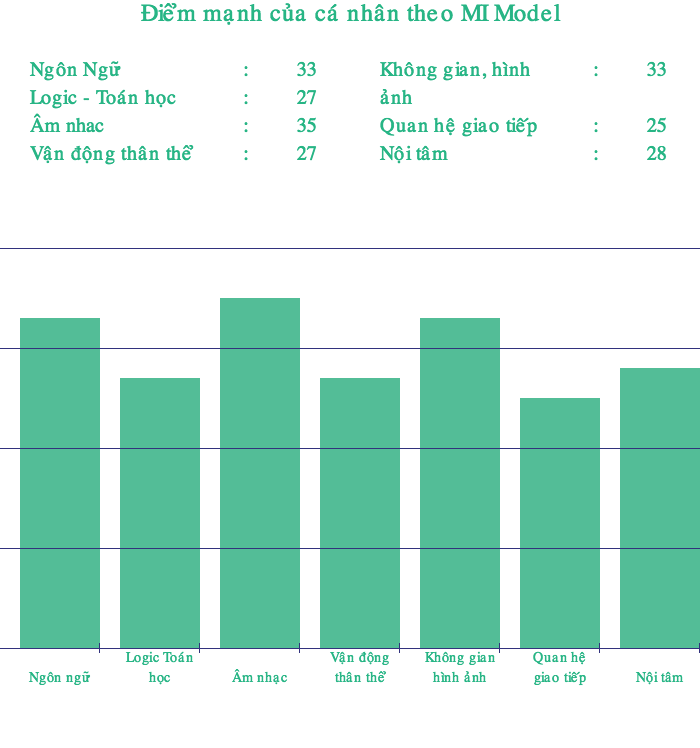 Điểm mạnh của cá nhân theo MI Model
Ngôn Ngữ : 33
Logic - Toán học : 27
Âm nhac : 35
Vận động thân thể : 27
Không gian, hình : 33
ảnh
Quan hệ giao tiếp : 25
Nội tâm : 28
Ngôn ngữ
Logic Toán
học
Âm nhạc
Vận động
thân thể
Không gian
hình ảnh
Quan hệ
giao tiếp
Nội tâm